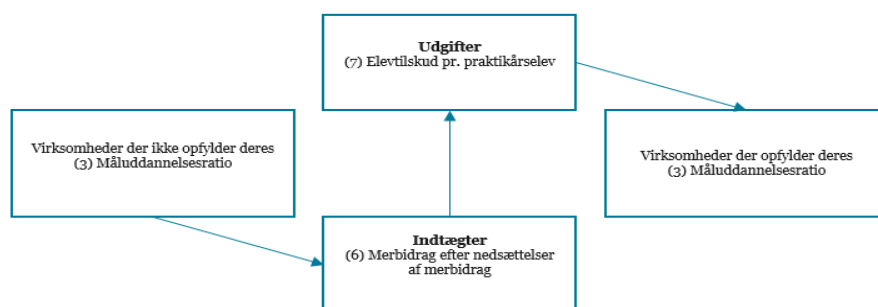 Udgifter
(7) Elevtilskud pr. praktikårselev
Virksomheder der ikke opfylder deres
(3) Måluddannelsesratio
Virksomheder der opfylder deres
(3) Måluddannelsesratio
Indtægter
(6) Merbidrag efter nedsættelser
af merbidrag